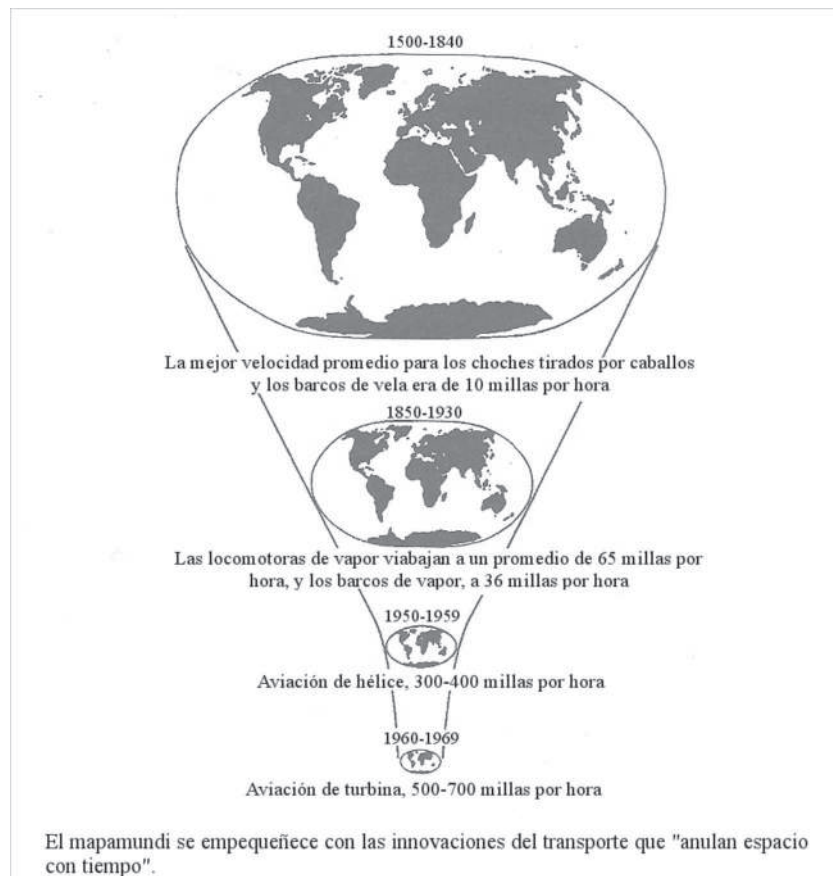 1500-1840
La mejor velocidad promedio para los choches tirados por caballos
y los barcos de vela era de 10 millas por hora
1850-1930
Las locomotoras de vapor viabajan a un promedio de 65 millas por
hora, y los barcos de vapor, a 36 millas por hora
1950-1959
Aviación de hélice, 300-400 millas por hora
1960-1969
Aviación de turbina, 500-700 millas por hora
El mapamundi se empequeñece con las innovaciones del transporte que "anulan espacio
con tiempo".